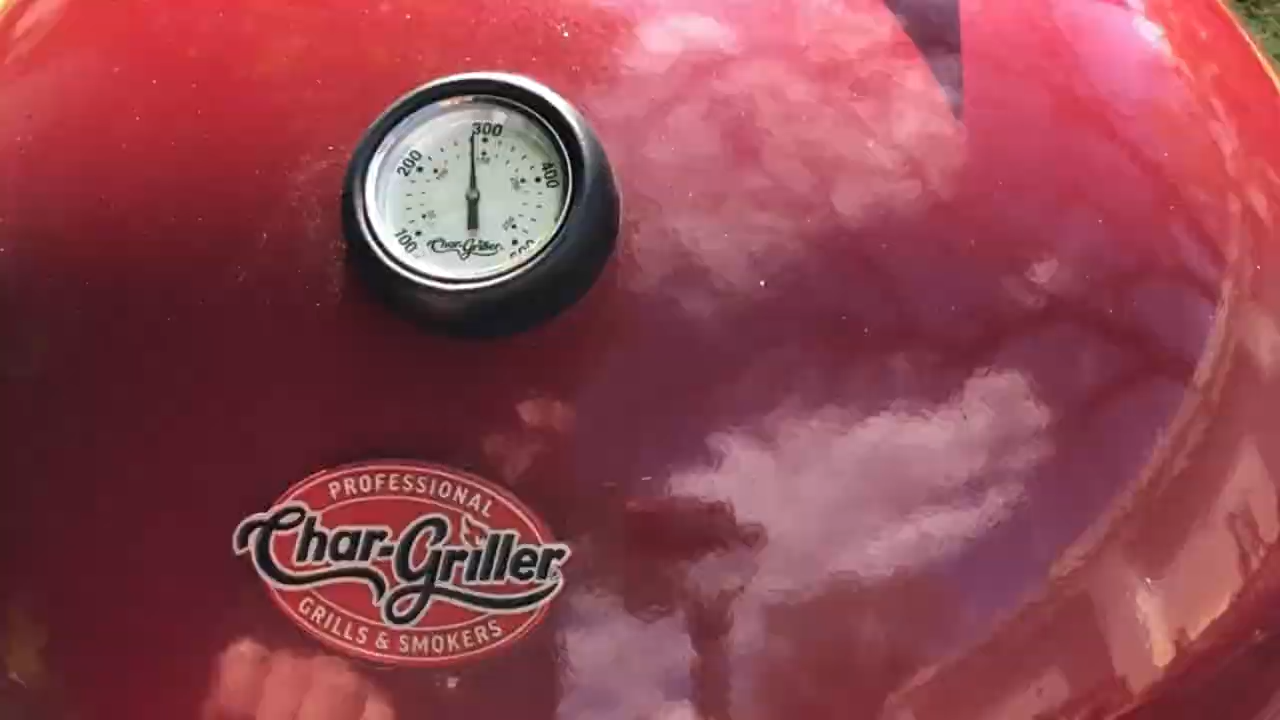 300
200
400
100
Char-Griller
PROFESSIONAL
Char-Griller
GRILLS & SMOKERS